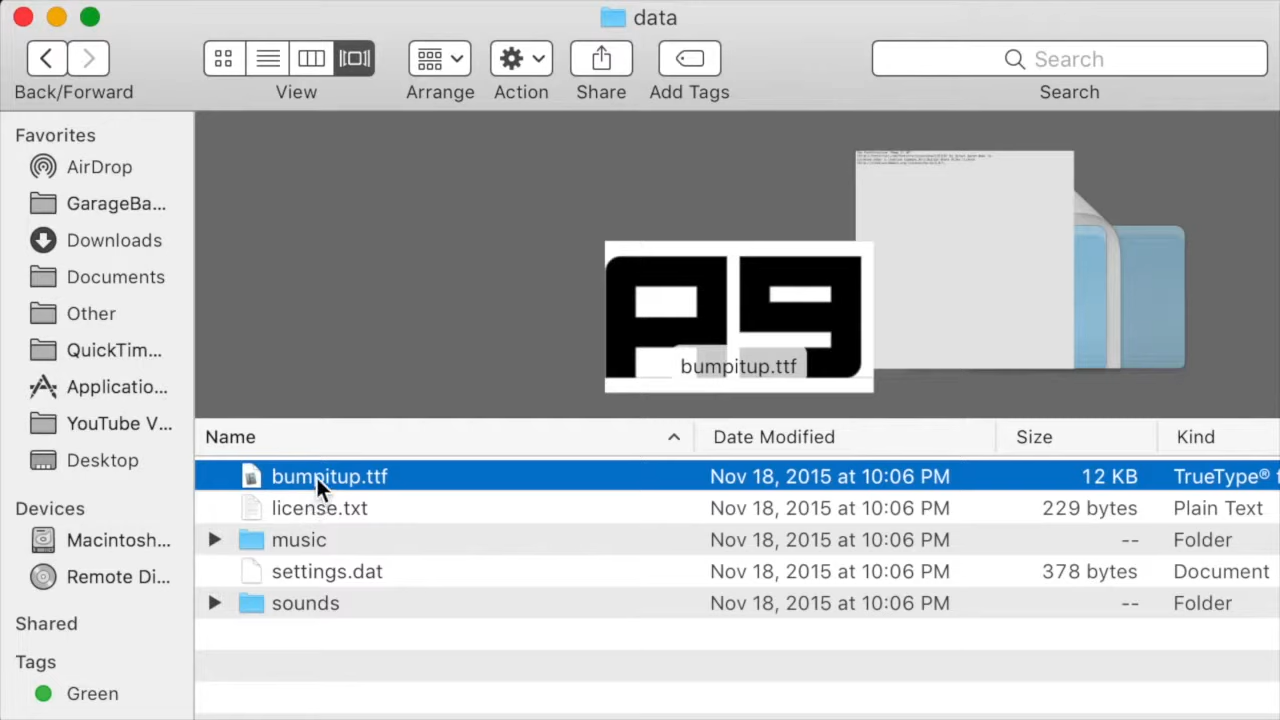 data
Back/Forward
View
Arrange
Action
Share
Add Tags
Search
Search
Favorites
AirDrop
GarageBa...
Downloads
Documents
Other
QuickTim...
Applicatio...
YouTube V...
Desktop
Devices
Macintosh...
Remote Di...
Shared
Tags
Green
P9
bumpitup.ttf
Name Date Modified Size Kind
bumpitup.ttf Nov 18, 2015 at 10:06 PM 12 KB TrueType® f
license.txt Nov 18, 2015 at 10:06 PM 229 bytes Plain Text
music Nov 18, 2015 at 10:06 PM -- Folder
settings.dat Nov 18, 2015 at 10:06 PM 378 bytes Document
sounds Nov 18, 2015 at 10:06 PM -- Folder